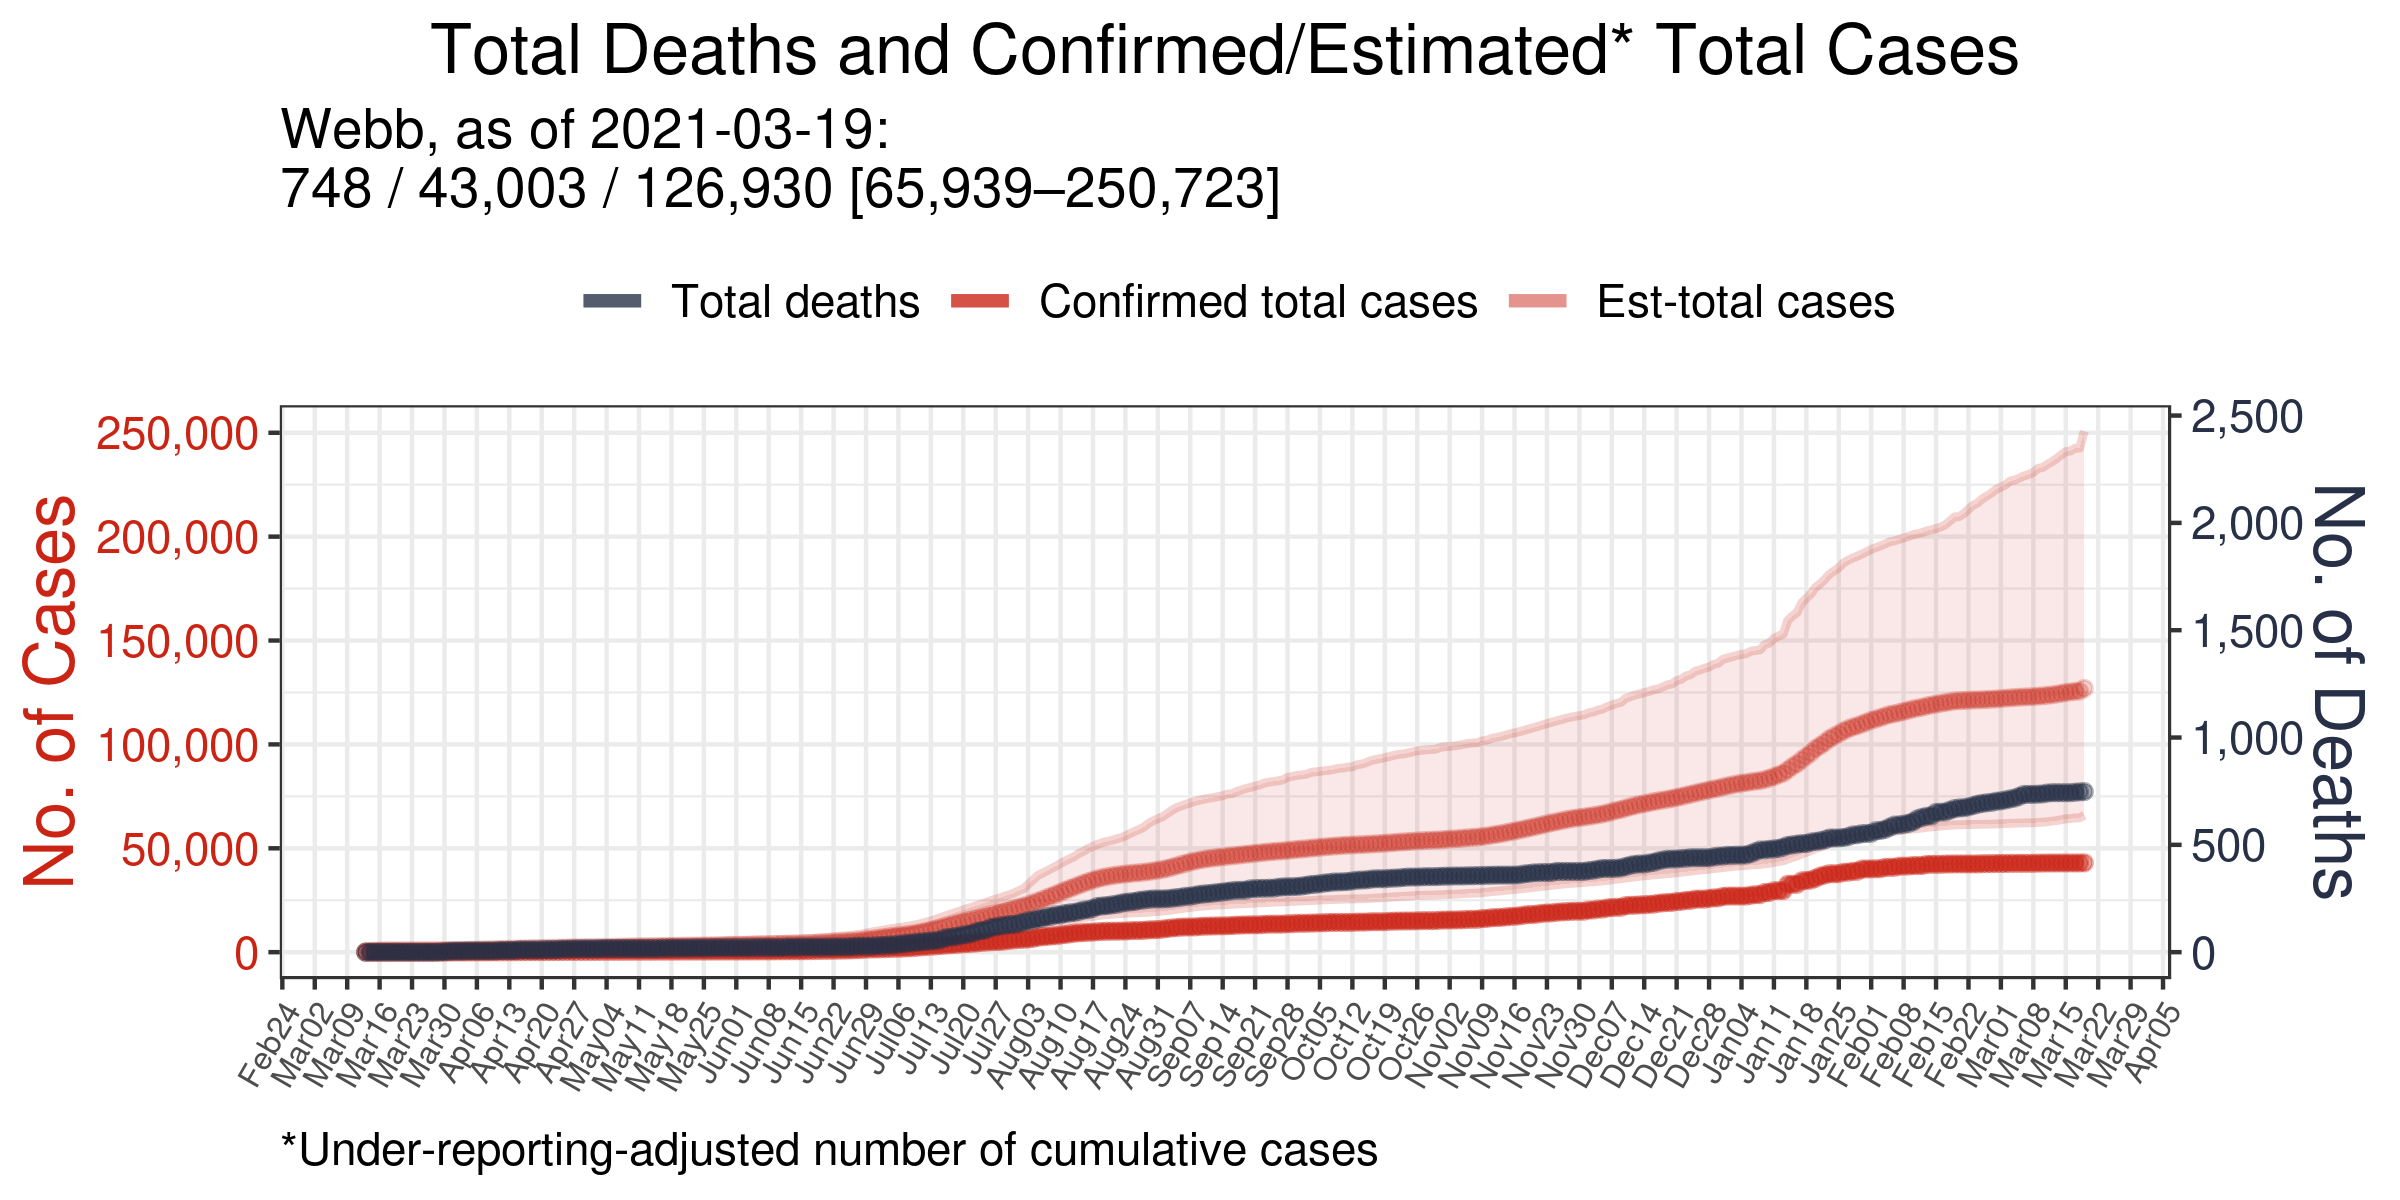 Total Deaths and Confirmed/Estimated* Total Cases
Webb, as of 2021-03-19:
748 / 43,003 / 126,930 [65,939–250,723]
Total deaths
Confirmed total cases
Est-total cases
No. of Cases
250,000
200,000
150,000
100,000
50,000
0
2,500
2,000
1,500
1,000
500
0
No. of Deaths
Feb24
Mar02
Mar09
Mar16
Mar23
Mar30
Apr06
Apr13
Apr20
Apr27
May04
May11
May18
May25
Jun01
Jun08
Jun15
Jun22
Jun29
Jul06
Jul13
Jul20
Jul27
Aug03
Aug10
Aug17
Aug24
Aug31
Sep07
Sep14
Sep21
Sep28
Oct05
Oct12
Oct19
Oct26
Nov02
Nov09
Nov16
Nov23
Nov30
Dec07
Dec14
Dec21
Dec28
Jan04
Jan11
Jan18
Jan25
Feb01
Feb08
Feb15
Feb22
Mar01
Mar08
Mar15
Mar22
Mar29
Apr05
*Under-reporting-adjusted number of cumulative cases